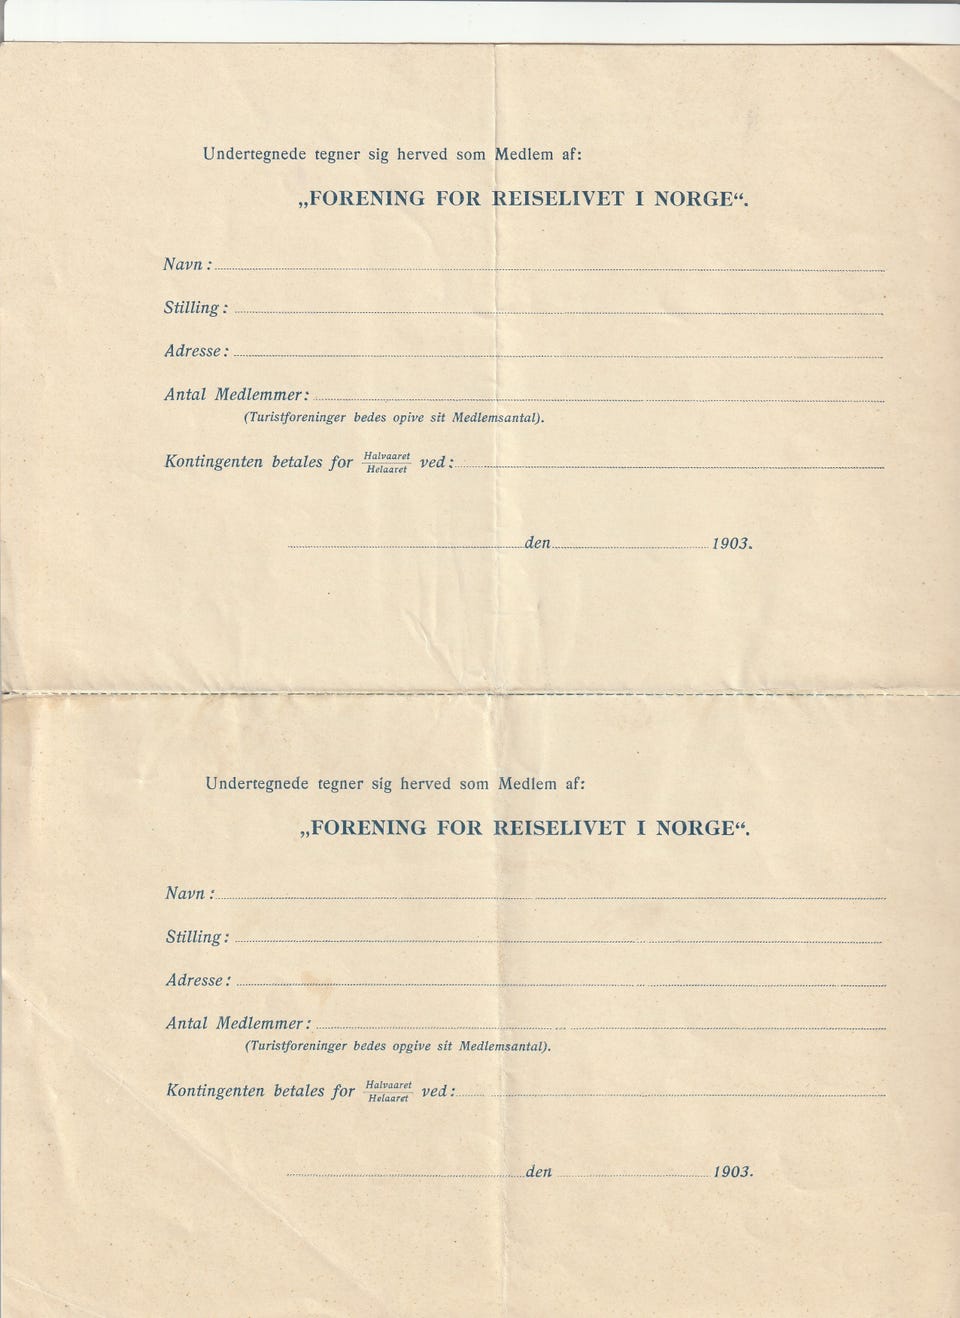 Undertegnede tegner sig herved som Medlem af:
„FORENING FOR REISELIVET I NORGE“.
Navn:
Stilling:
Adresse:
Antal Medlemmer:
(Turistforeninger bedes opive sit Medlemsantal).
Kontingenten betales for Halvaaret/Helaaret ved:
den 1903.
Undertegnede tegner sig herved som Medlem af:
„FORENING FOR REISELIVET I NORGE“.
Navn:
Stilling:
Adresse:
Antal Medlemmer:
(Turistforeninger bedes opgive sit Medlemsantal).
Kontingenten betales for Halvaaret/Helaaret ved:
den 1903.